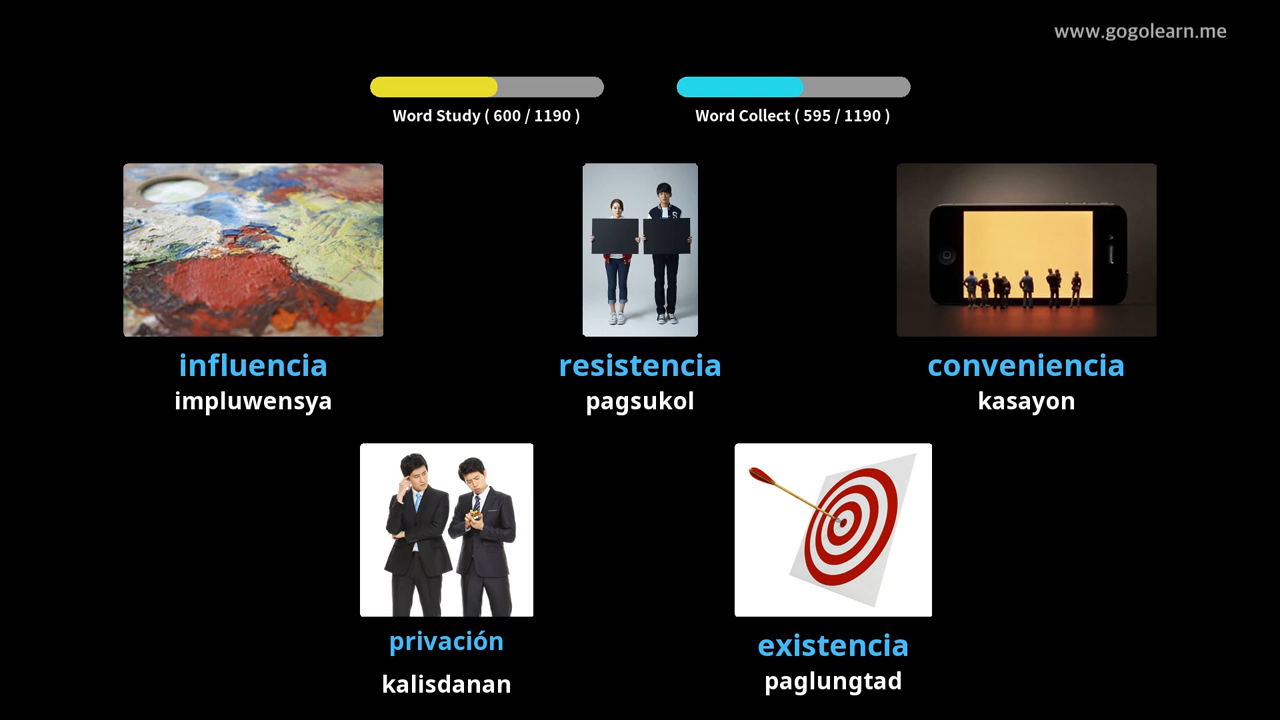 www.gogolearn.me
Word Study ( 600 / 1190 )
Word Collect ( 595 / 1190 )
influencia
impluwensya
resistencia
pagsukol
conveniencia
kasayon
privación
kalisdanan
existencia
paglungtad